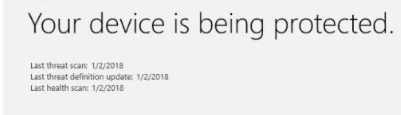 Your device is being protected.
Last threat scan: 1/2/2018
Last threat definition update: 1/2/2018
Last health scan: 1/2/2018